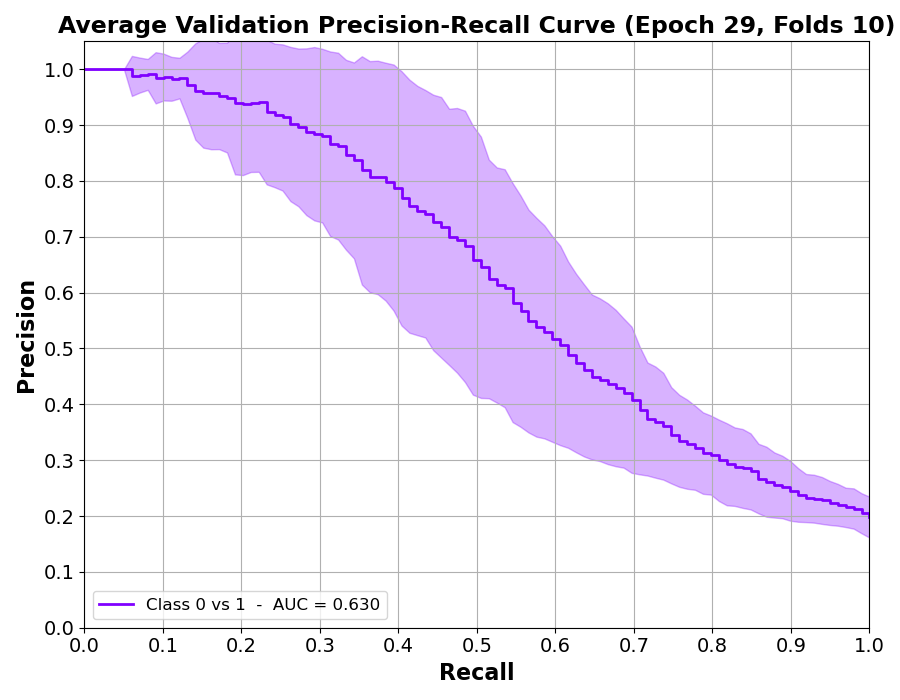 Average Validation Precision-Recall Curve (Epoch 29, Folds 10)
1.0
0.9
0.8
0.7
0.6
0.5
0.4
0.3
0.2
0.1
0.0
Precision
Class 0 vs 1 - AUC = 0.630
0.0 0.1 0.2 0.3 0.4 0.5 0.6 0.7 0.8 0.9 1.0
Recall